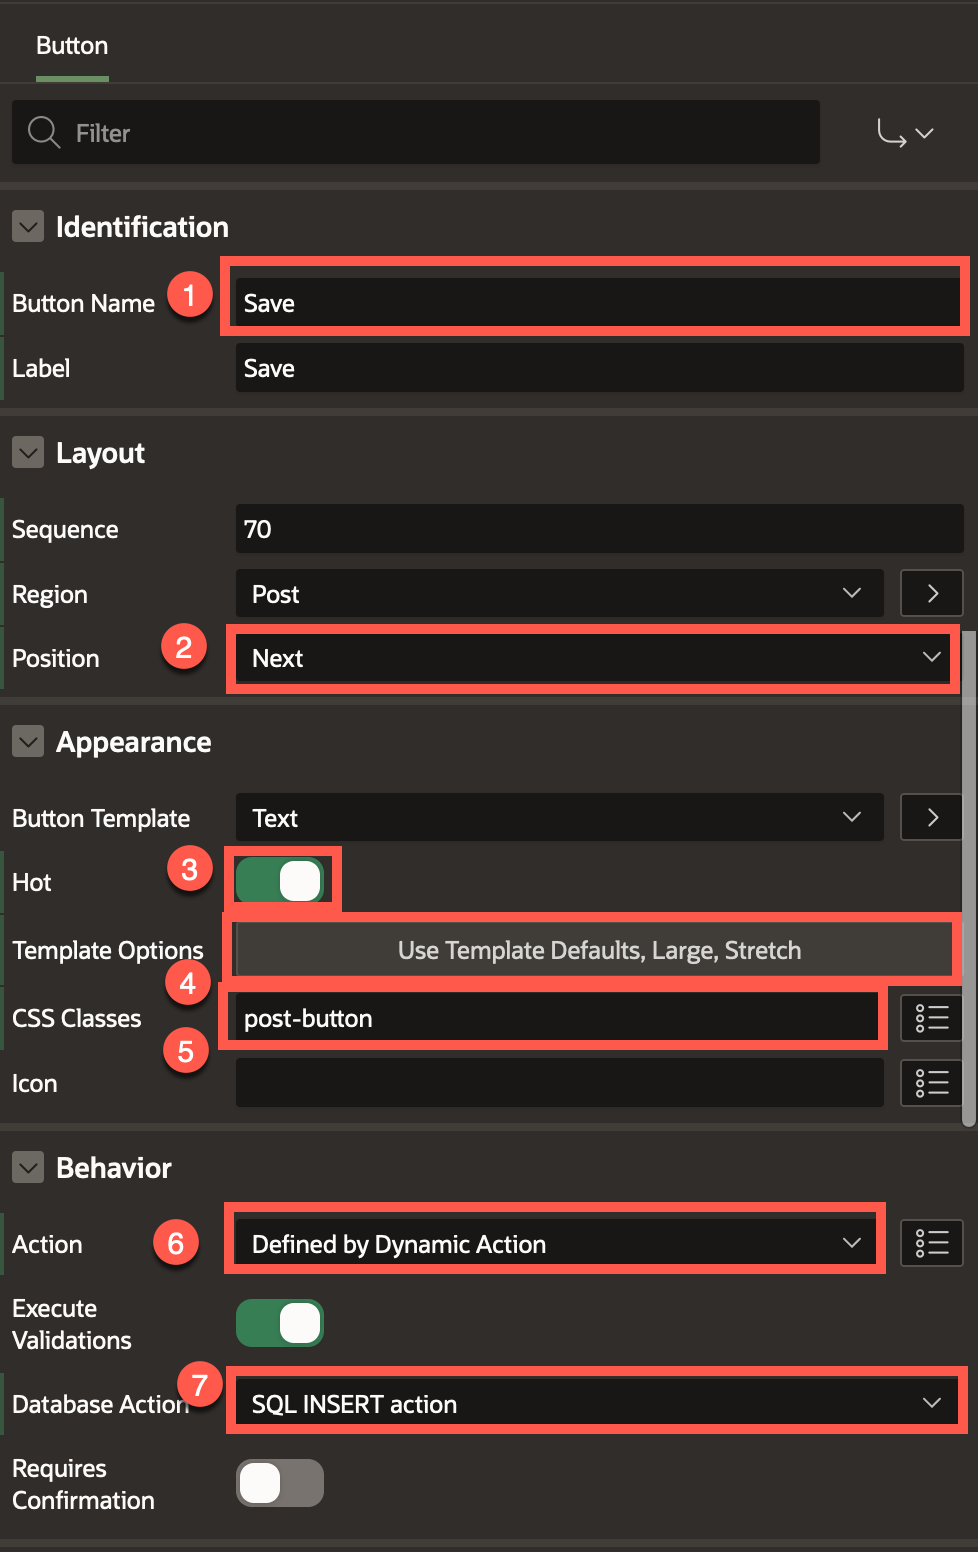 Button
Filter
Identification
Button Name 1 Save
Label Save
Layout
Sequence 70
Region Post
Position 2 Next
Appearance
Button Template Text
Hot 3
Template Options Use Template Defaults, Large, Stretch
4
CSS Classes post-button
5
Icon
Behavior
Action 6 Defined by Dynamic Action
Execute
Validations
Database Action 7 SQL INSERT action
Requires
Confirmation